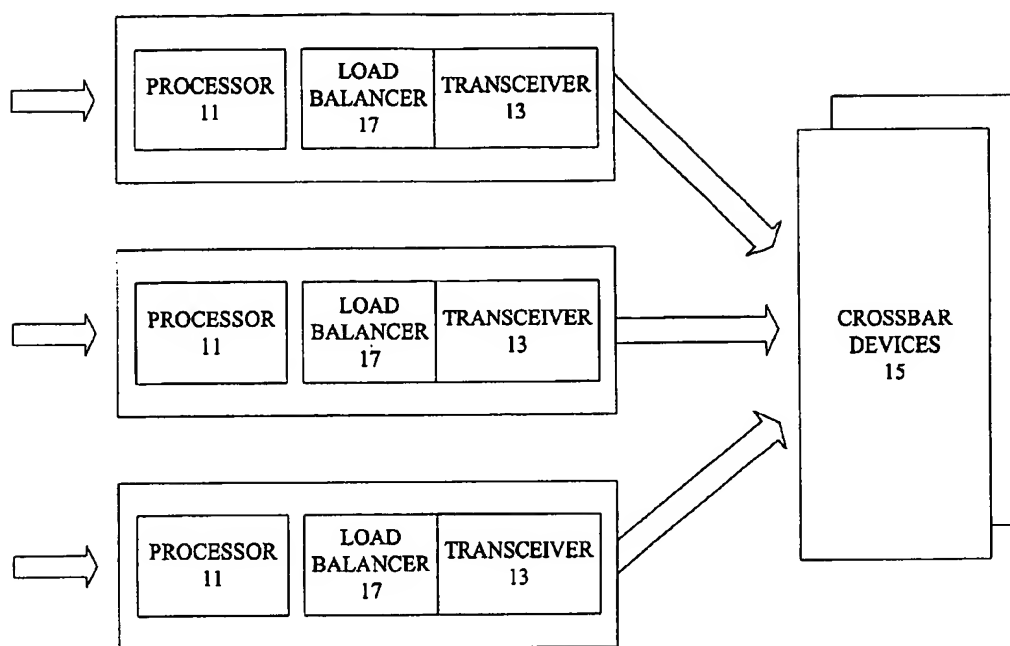 PROCESSOR
11
LOAD
BALANCER
17
TRANSCEIVER
13
PROCESSOR
11
LOAD
BALANCER
17
TRANSCEIVER
13
CROSSBAR
DEVICES
15
PROCESSOR
11
LOAD
BALANCER
17
TRANSCEIVER
13